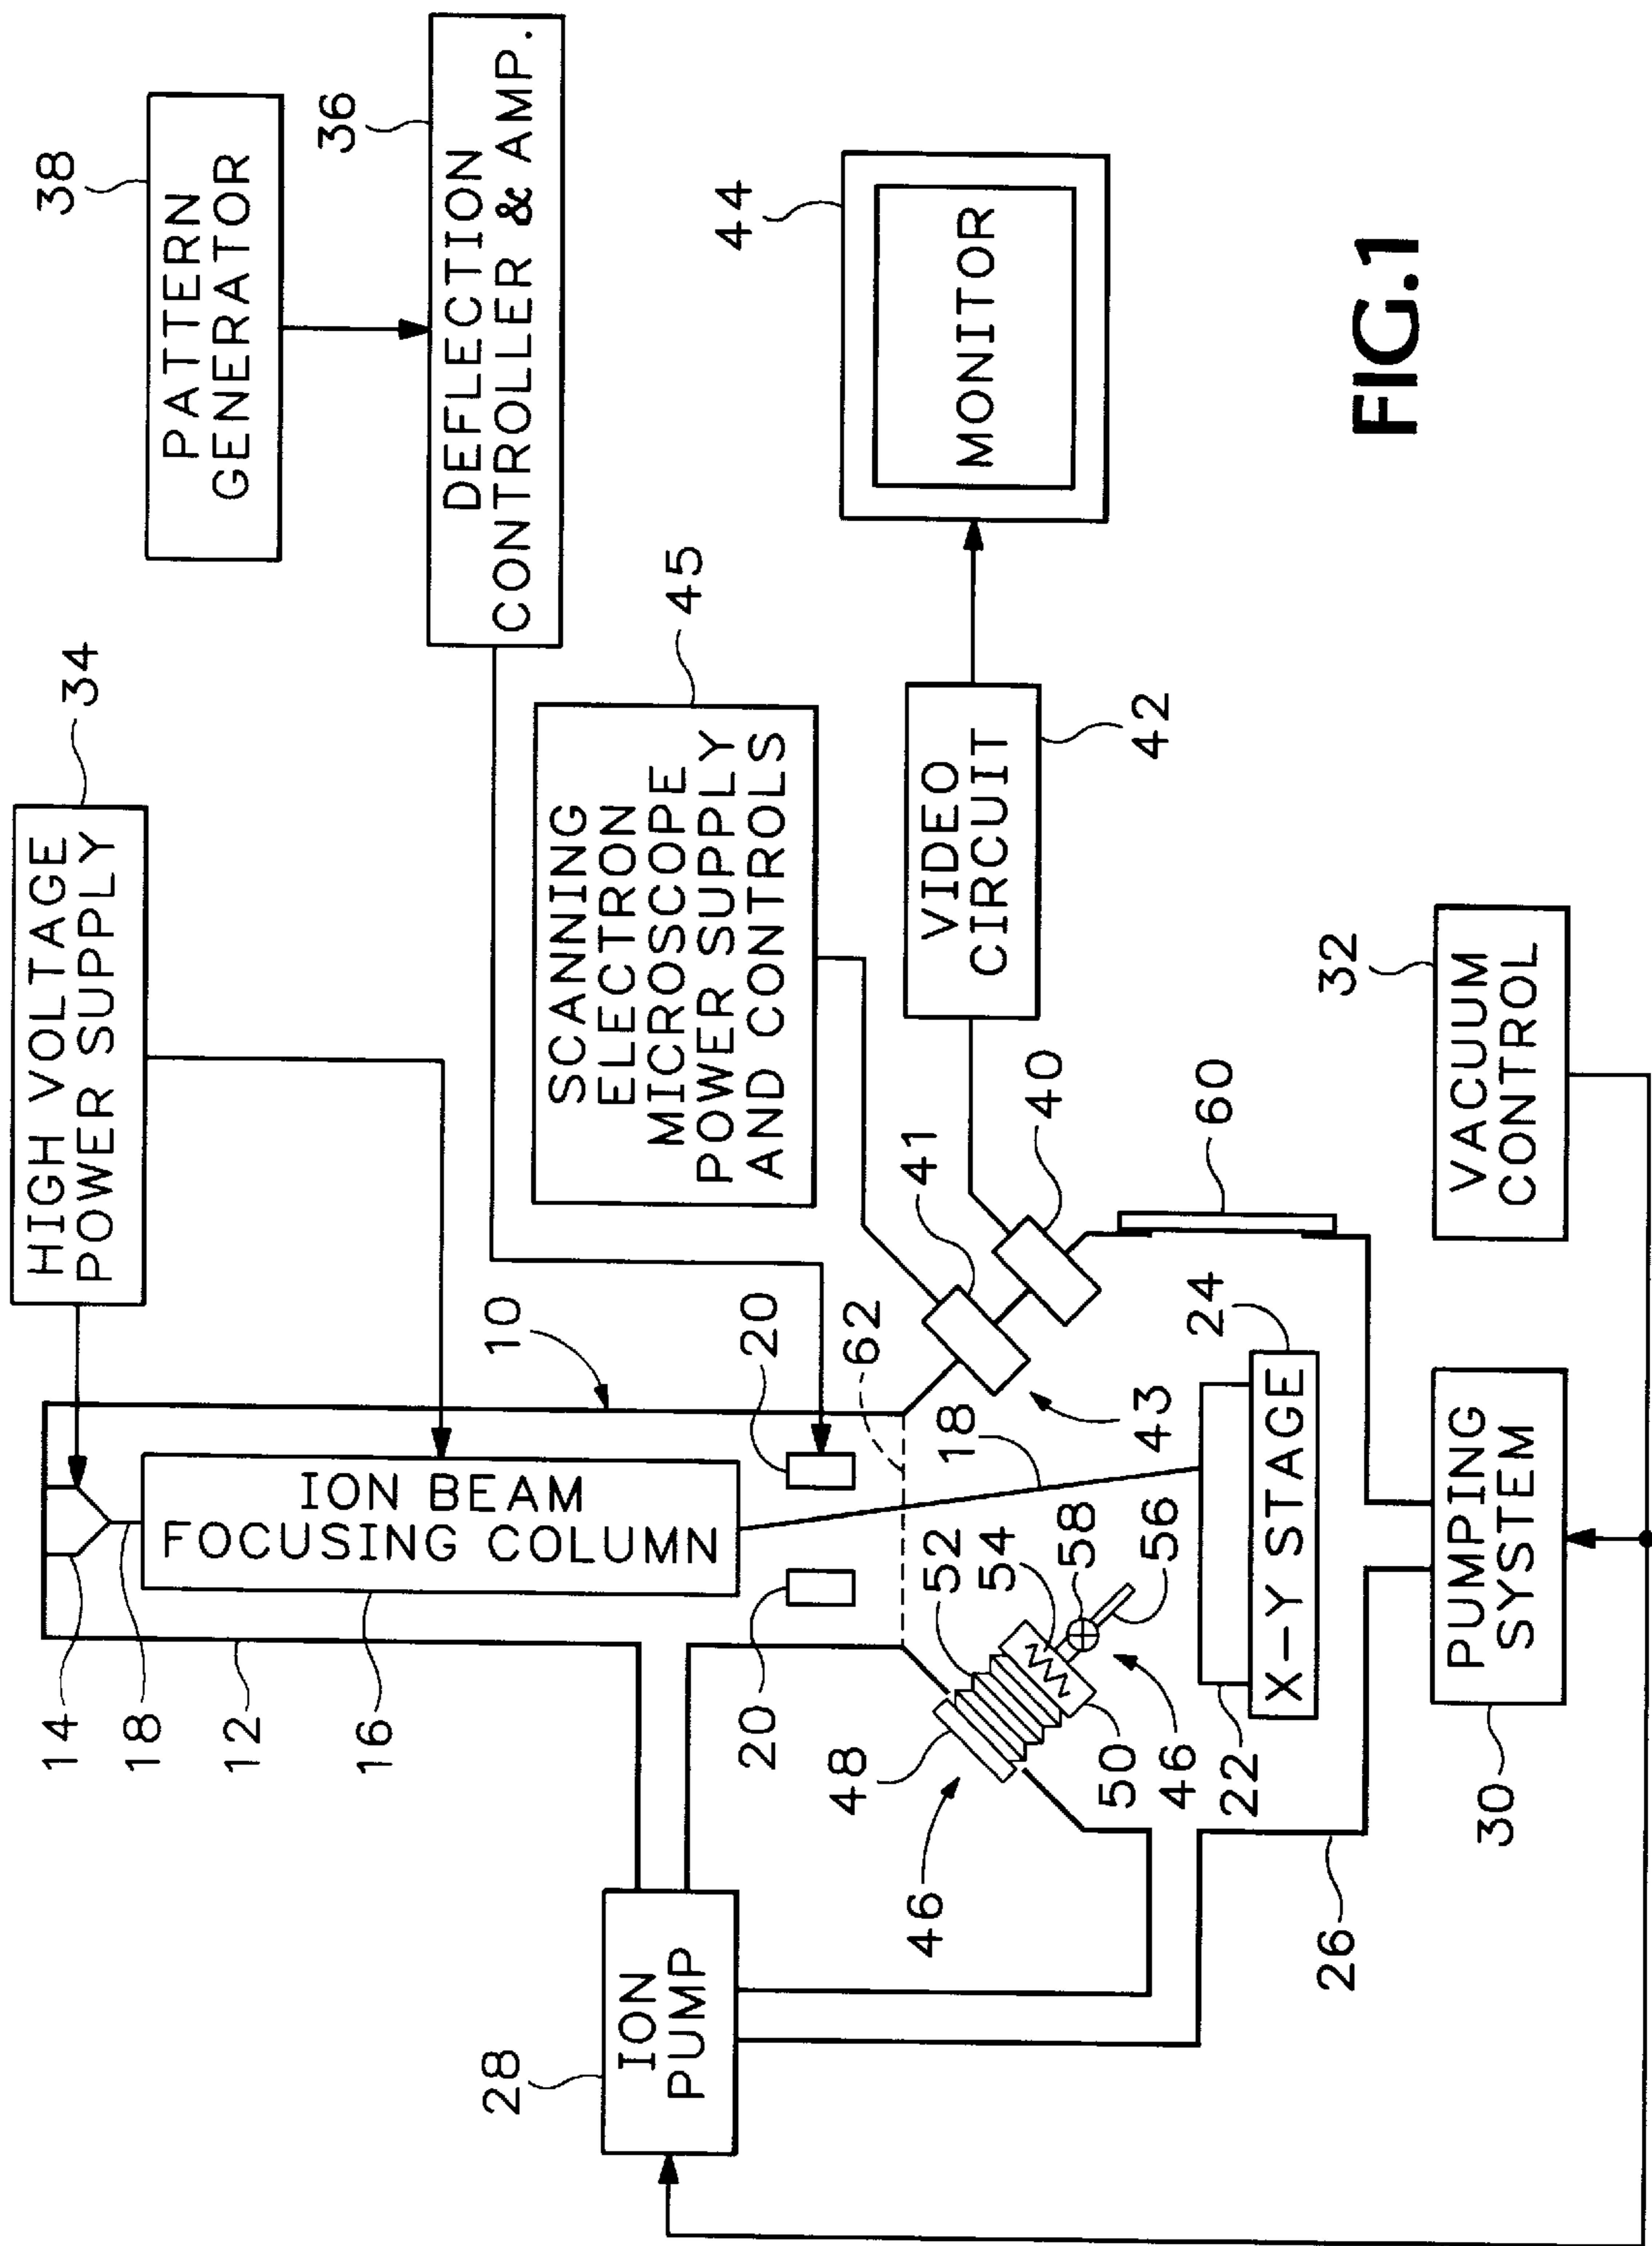 38
PATTERN
GENERATOR
36
DEFLECTION
CONTROLLER & AMP.
34
HIGH VOLTAGE
POWER SUPPLY
45
SCANNING
ELECTRON
MICROSCOPE
POWER SUPPLY
AND CONTROLS
44
MONITOR
VIDEO
CIRCUIT
42
10
14
18
12
16
ION BEAM
FOCUSING COLUMN
20
20
62
41
40
60
43
18
24
X-Y STAGE
22
52
54
58
56
48
50
46
46
28
ION
PUMP
26
32
VACUUM
CONTROL
PUMPING
SYSTEM
30
FIG.1